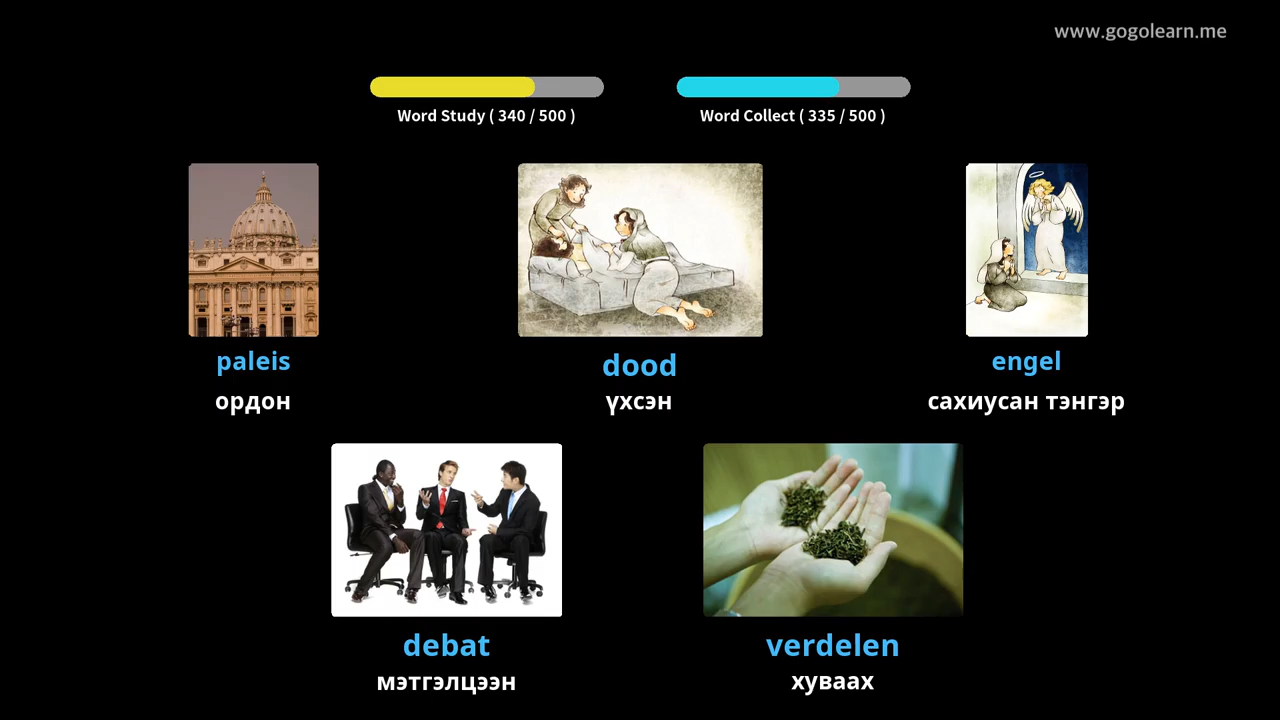 www.gogolearn.me
Word Study ( 340 / 500 )
Word Collect ( 335 / 500 )
paleis
ордон
dood
үхсэн
engel
сахиусан тэнгэр
debat
мэтгэлцээн
verdelen
хуваах